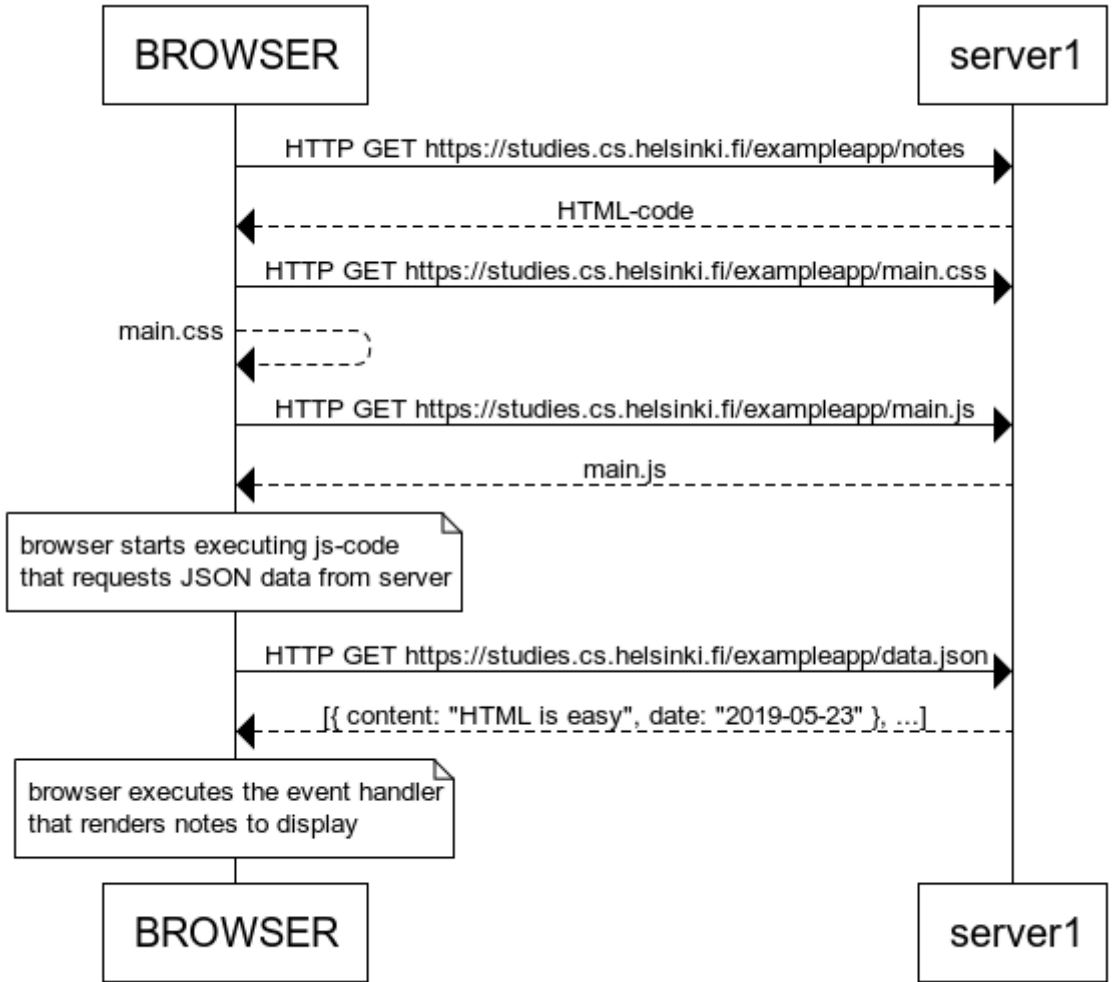 BROWSER
server1
HTTP GET https://studies.cs.helsinki.fi/exampleapp/notes
HTML-code
HTTP GET https://studies.cs.helsinki.fi/exampleapp/main.css
main.css
HTTP GET https://studies.cs.helsinki.fi/exampleapp/main.js
main.js
browser starts executing js-code
that requests JSON data from server
HTTP GET https://studies.cs.helsinki.fi/exampleapp/data.json
[{ content: "HTML is easy", date: "2019-05-23" }, ...]
browser executes the event handler
that renders notes to display
BROWSER
server1